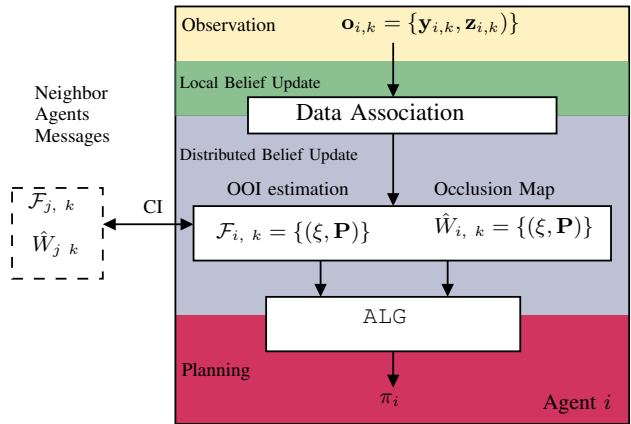 Observation
𝐨_{i,k} = {𝐲_{i,k}, 𝐳_{i,k})}
Local Belief Update
Data Association
Neighbor
Agents
Messages
Distributed Belief Update
OOI estimation
Occlusion Map
CI
ℱ_{j, k}
Ŵ_{j k}
ℱ_{i, k} = {(ξ, 𝐏)}
Ŵ_{i, k} = {(ξ, 𝐏)}
ALG
Planning
π_i
Agent i